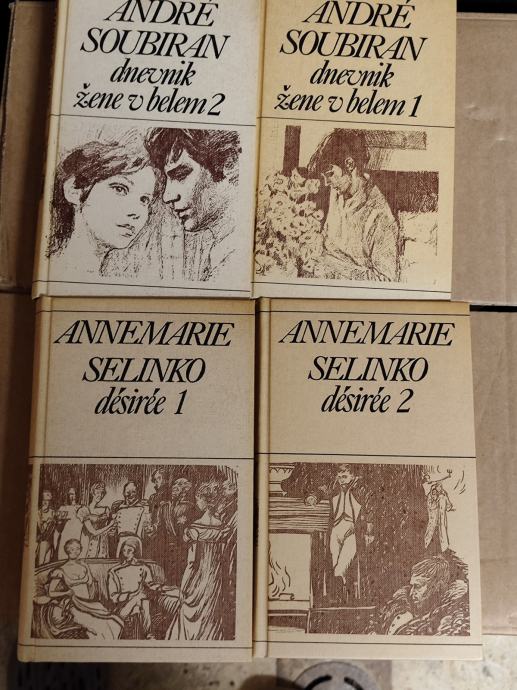 ANDRÉ
SOUBIRAN
dnevnik
žene v belem 2
ANDRÉ
SOUBIRAN
dnevnik
žene v belem 1
ANNEMARIE
SELINKO
désirée 1
ANNEMARIE
SELINKO
désirée 2